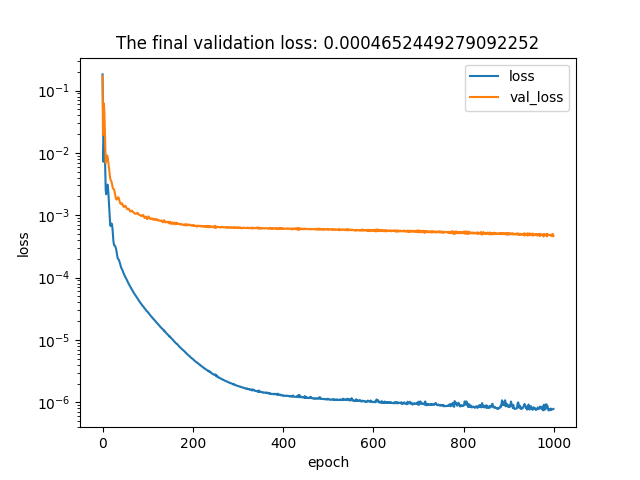 The final validation loss: 0.0004652449279092252
loss
val_loss
10⁻¹
10⁻²
10⁻³
10⁻⁴
10⁻⁵
10⁻⁶
loss
0
200
400
600
800
1000
epoch